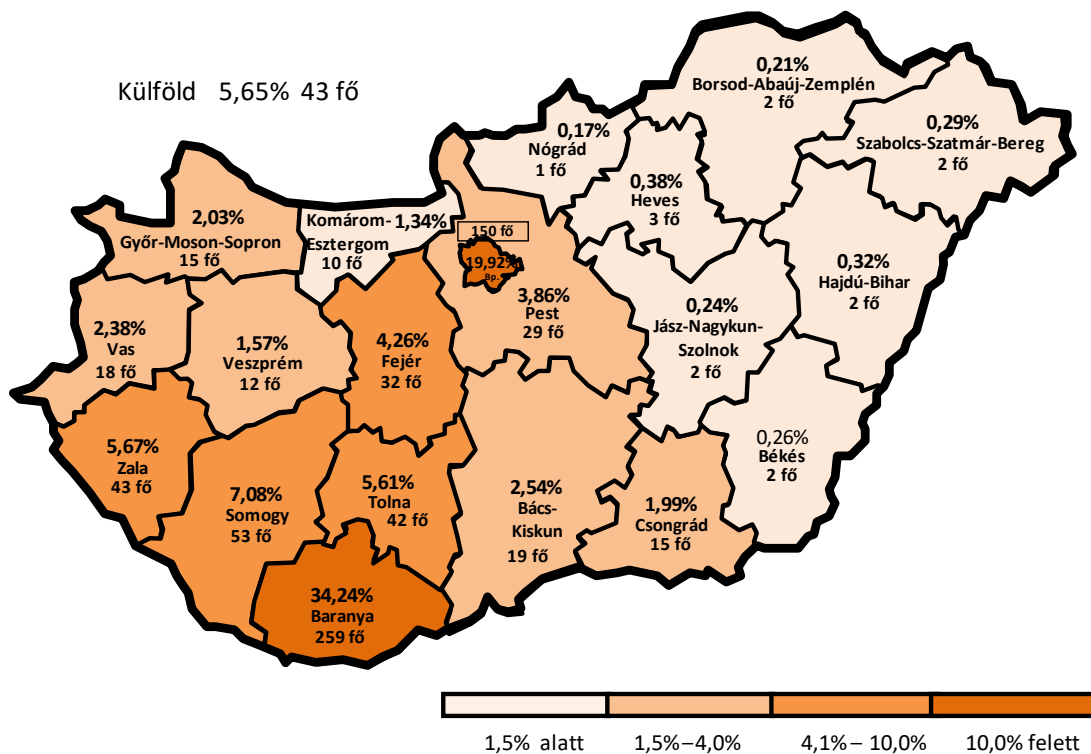 Külföld 5,65% 43 fő
0,21%
Borsod-Abaúj-Zemplén
2 fő
0,29%
Szabolcs-Szatmár-Bereg
2 fő
0,17%
Nógrád
1 fő
0,38%
Heves
3 fő
2,03%
Győr-Moson-Sopron
15 fő
Komárom- 1,34%
Esztergom
10 fő
150 fő
19,92%
Bp.
3,86%
Pest
29 fő
0,32%
Hajdú-Bihar
2 fő
0,24%
Jász-Nagykun-
Szolnok
2 fő
2,38%
Vas
18 fő
1,57%
Veszprém
12 fő
4,26%
Fejér
32 fő
5,67%
Zala
43 fő
7,08%
Somogy
53 fő
5,61%
Tolna
42 fő
2,54%
Bács-
Kiskun
19 fő
1,99%
Csongrád
15 fő
0,26%
Békés
2 fő
34,24%
Baranya
259 fő
1,5% alatt
1,5%–4,0%
4,1% – 10,0%
10,0% felett